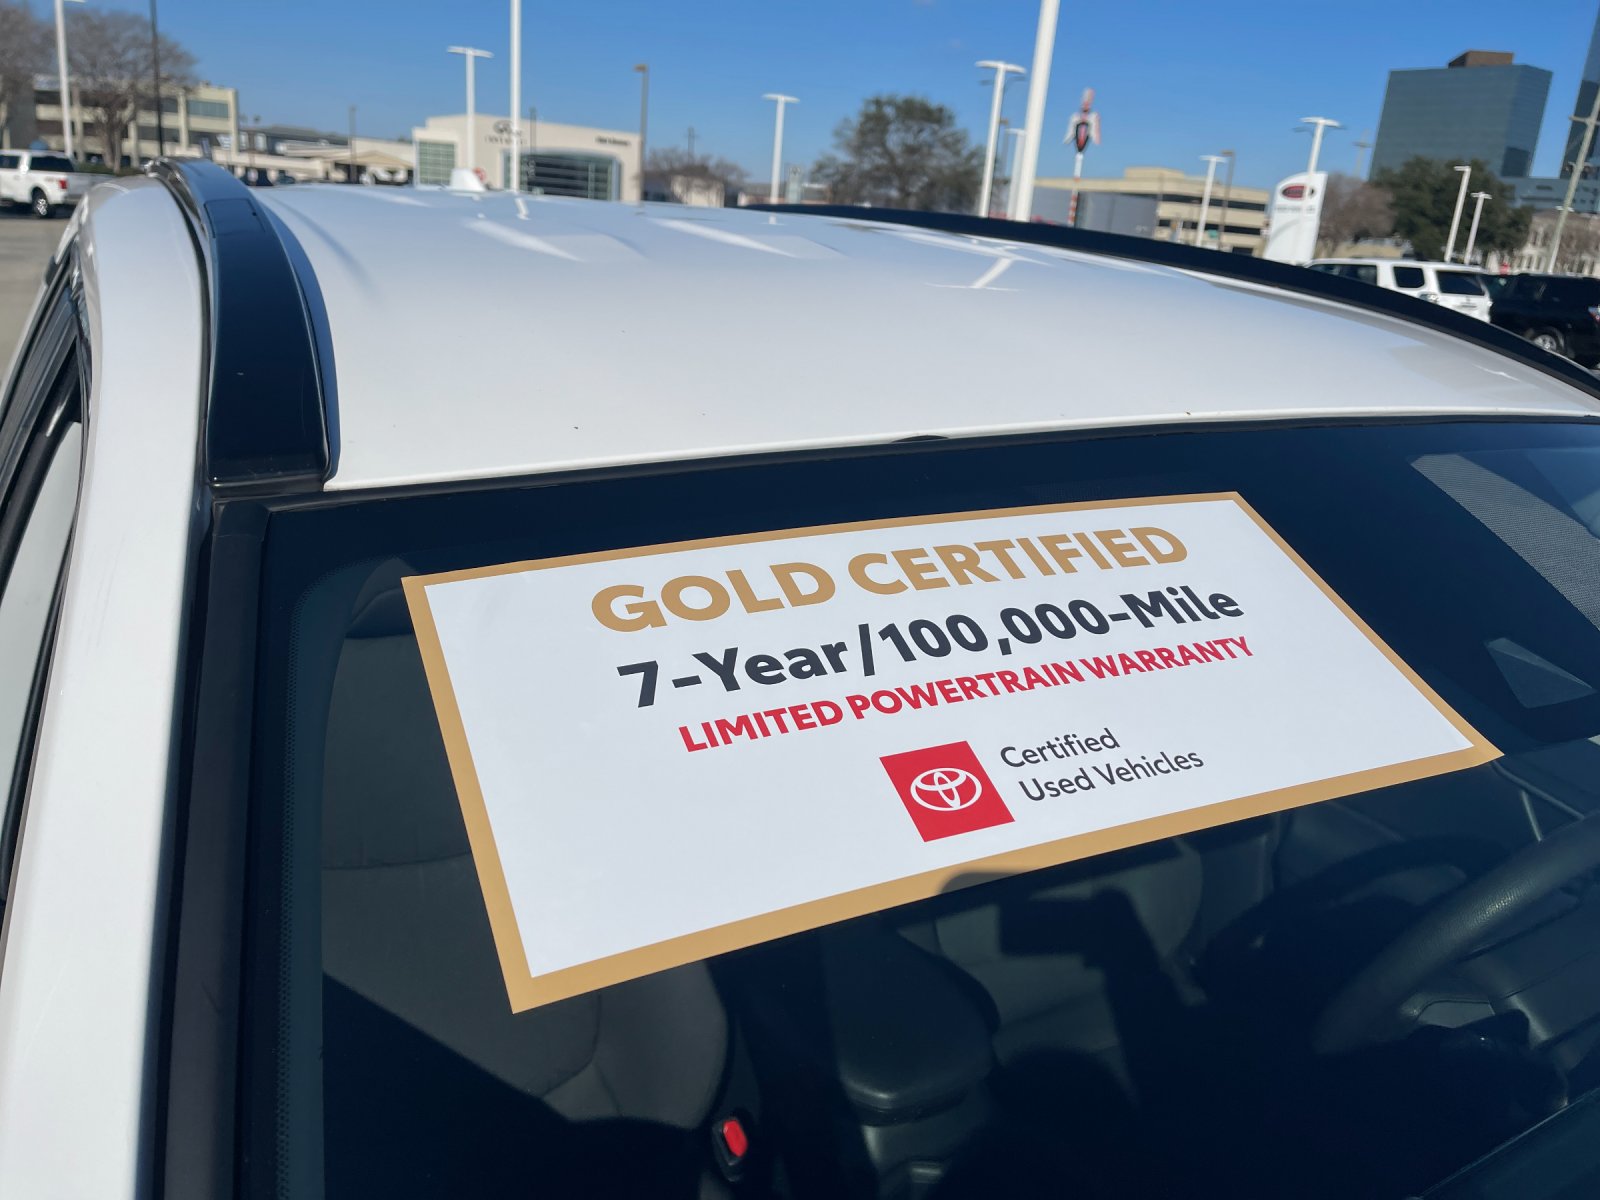 GOLD CERTIFIED
7-Year/100,000-Mile
LIMITED POWERTRAIN WARRANTY
Certified
Used Vehicles